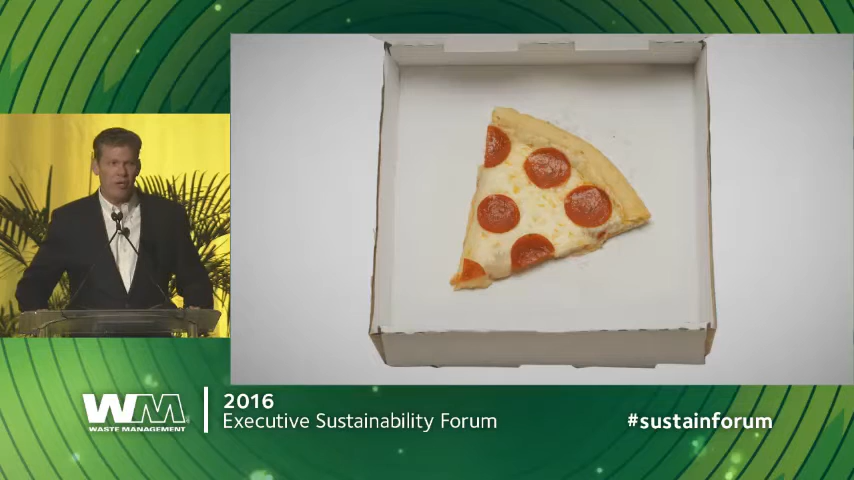 WM
WASTE MANAGEMENT
2016
Executive Sustainability Forum
#sustainforum